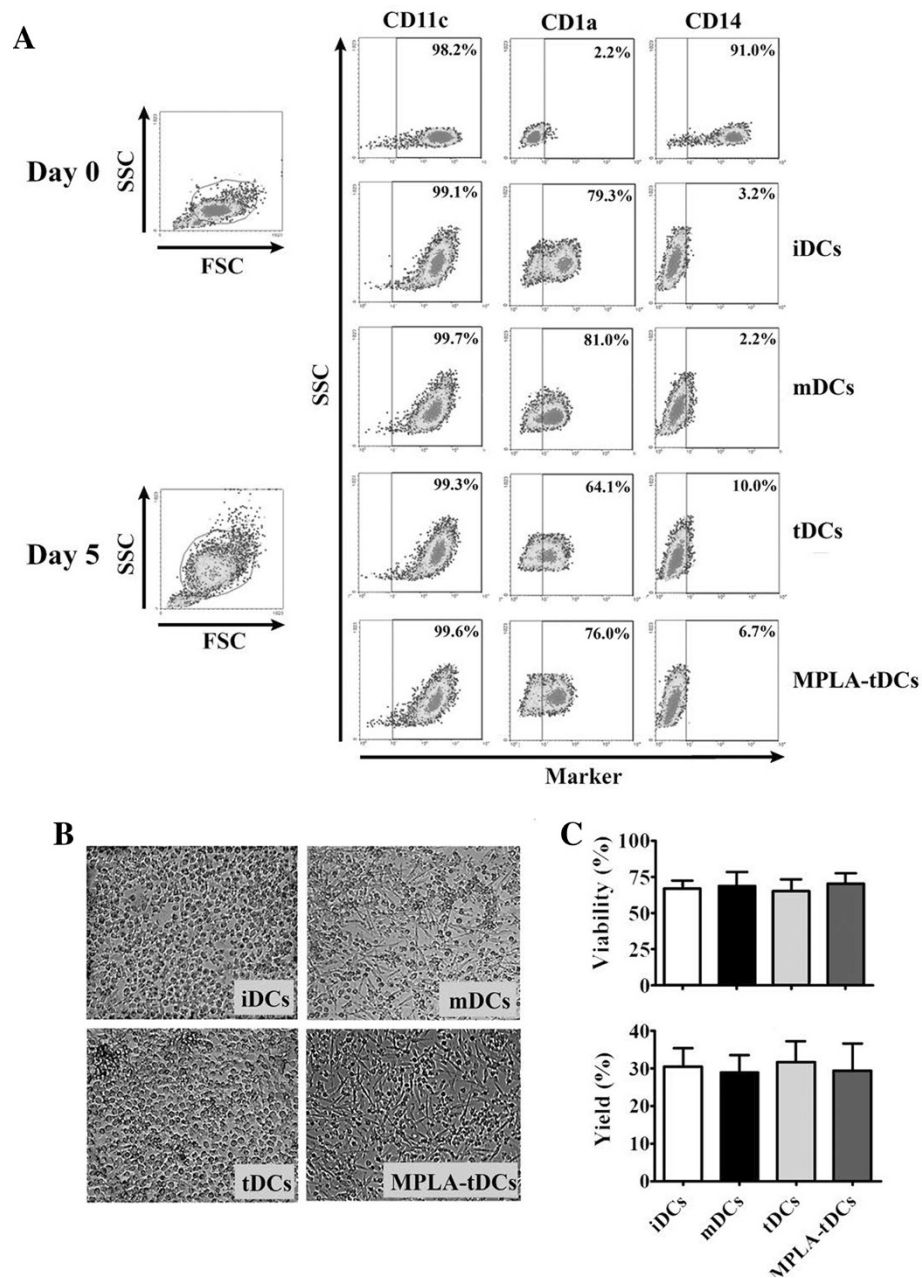 A
CD11c CD1a CD14
98.2% 2.2% 91.0%
Day 0
SSC
FSC
99.1% 79.3% 3.2%
iDCs
SSC
99.7% 81.0% 2.2%
mDCs
99.3% 64.1% 10.0%
tDCs
Day 5
SSC
FSC
99.6% 76.0% 6.7%
MPLA-tDCs
Marker
B
iDCs
mDCs
tDCs
MPLA-tDCs
C
Viability (%)
100
75
50
25
0
Yield (%)
40
30
20
10
0
iDCs
mDCs
tDCs
MPLA-tDCs